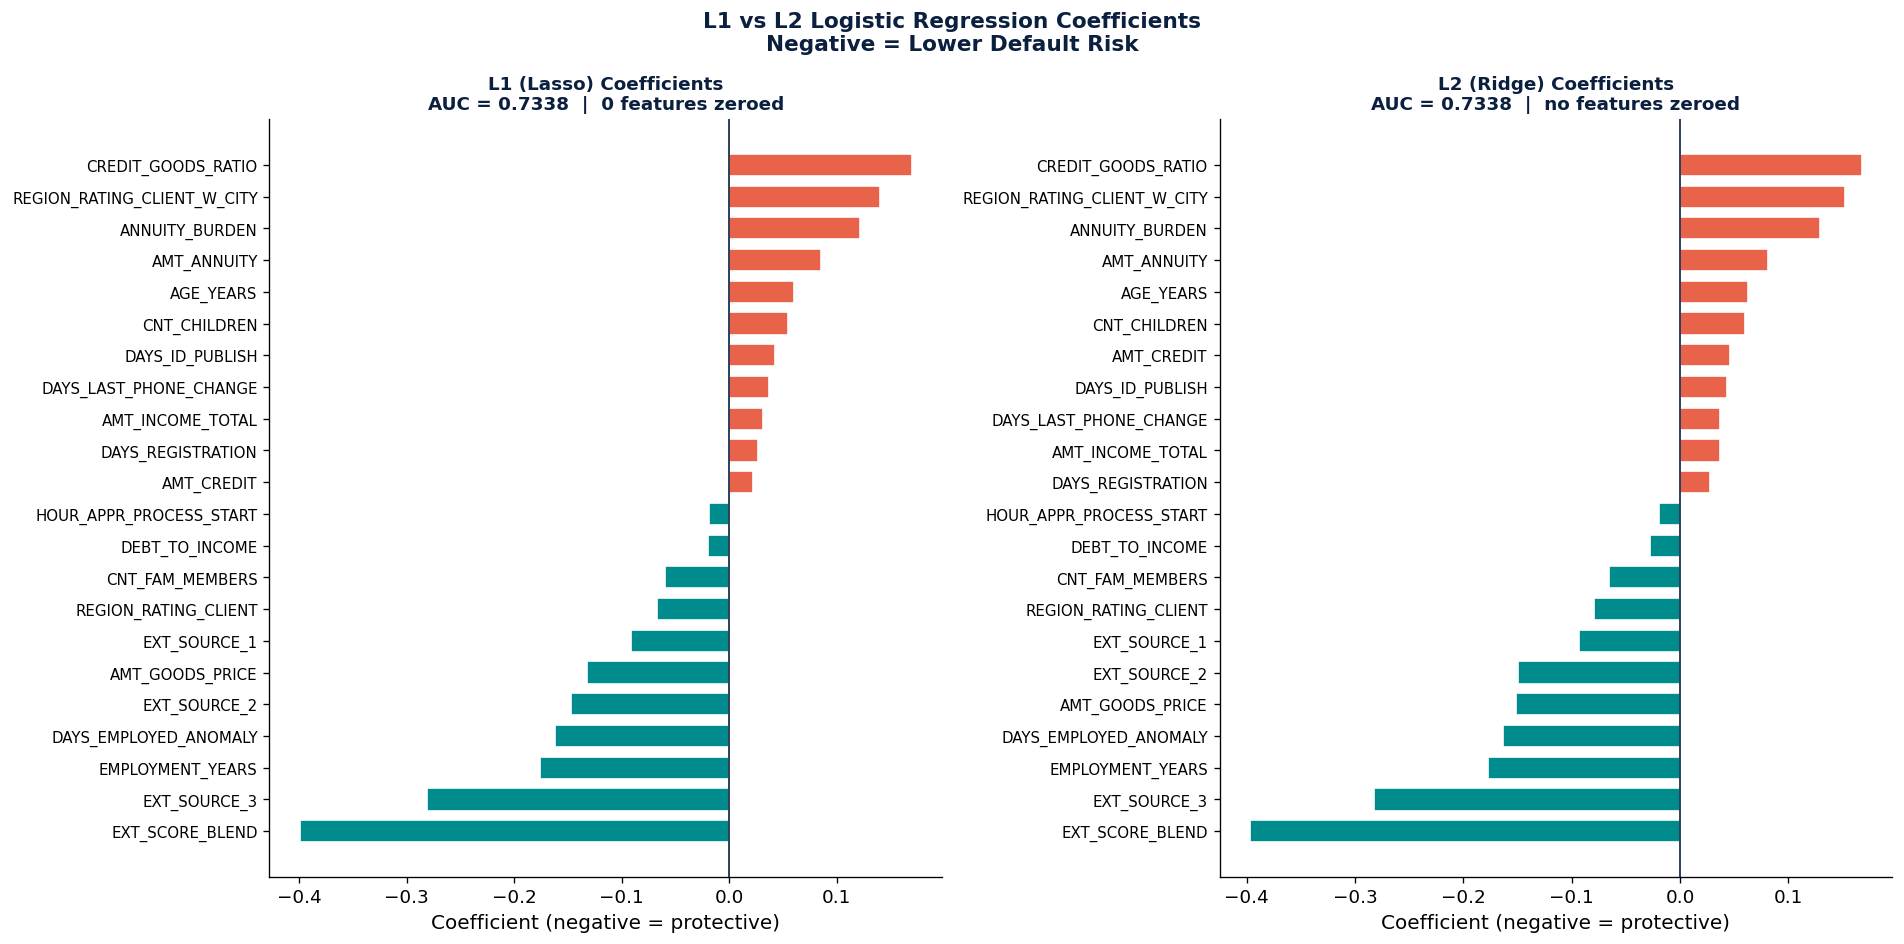 L1 vs L2 Logistic Regression Coefficients
Negative = Lower Default Risk
L1 (Lasso) Coefficients
AUC = 0.7338 | 0 features zeroed
CREDIT_GOODS_RATIO
REGION_RATING_CLIENT_W_CITY
ANNUITY_BURDEN
AMT_ANNUITY
AGE_YEARS
CNT_CHILDREN
DAYS_ID_PUBLISH
DAYS_LAST_PHONE_CHANGE
AMT_INCOME_TOTAL
DAYS_REGISTRATION
AMT_CREDIT
HOUR_APPR_PROCESS_START
DEBT_TO_INCOME
CNT_FAM_MEMBERS
REGION_RATING_CLIENT
EXT_SOURCE_1
AMT_GOODS_PRICE
EXT_SOURCE_2
DAYS_EMPLOYED_ANOMALY
EMPLOYMENT_YEARS
EXT_SOURCE_3
EXT_SCORE_BLEND
−0.4 −0.3 −0.2 −0.1 0.0 0.1
Coefficient (negative = protective)
L2 (Ridge) Coefficients
AUC = 0.7338 | no features zeroed
CREDIT_GOODS_RATIO
REGION_RATING_CLIENT_W_CITY
ANNUITY_BURDEN
AMT_ANNUITY
AGE_YEARS
CNT_CHILDREN
AMT_CREDIT
DAYS_ID_PUBLISH
DAYS_LAST_PHONE_CHANGE
AMT_INCOME_TOTAL
DAYS_REGISTRATION
HOUR_APPR_PROCESS_START
DEBT_TO_INCOME
CNT_FAM_MEMBERS
REGION_RATING_CLIENT
EXT_SOURCE_1
EXT_SOURCE_2
AMT_GOODS_PRICE
DAYS_EMPLOYED_ANOMALY
EMPLOYMENT_YEARS
EXT_SOURCE_3
EXT_SCORE_BLEND
−0.4 −0.3 −0.2 −0.1 0.0 0.1
Coefficient (negative = protective)